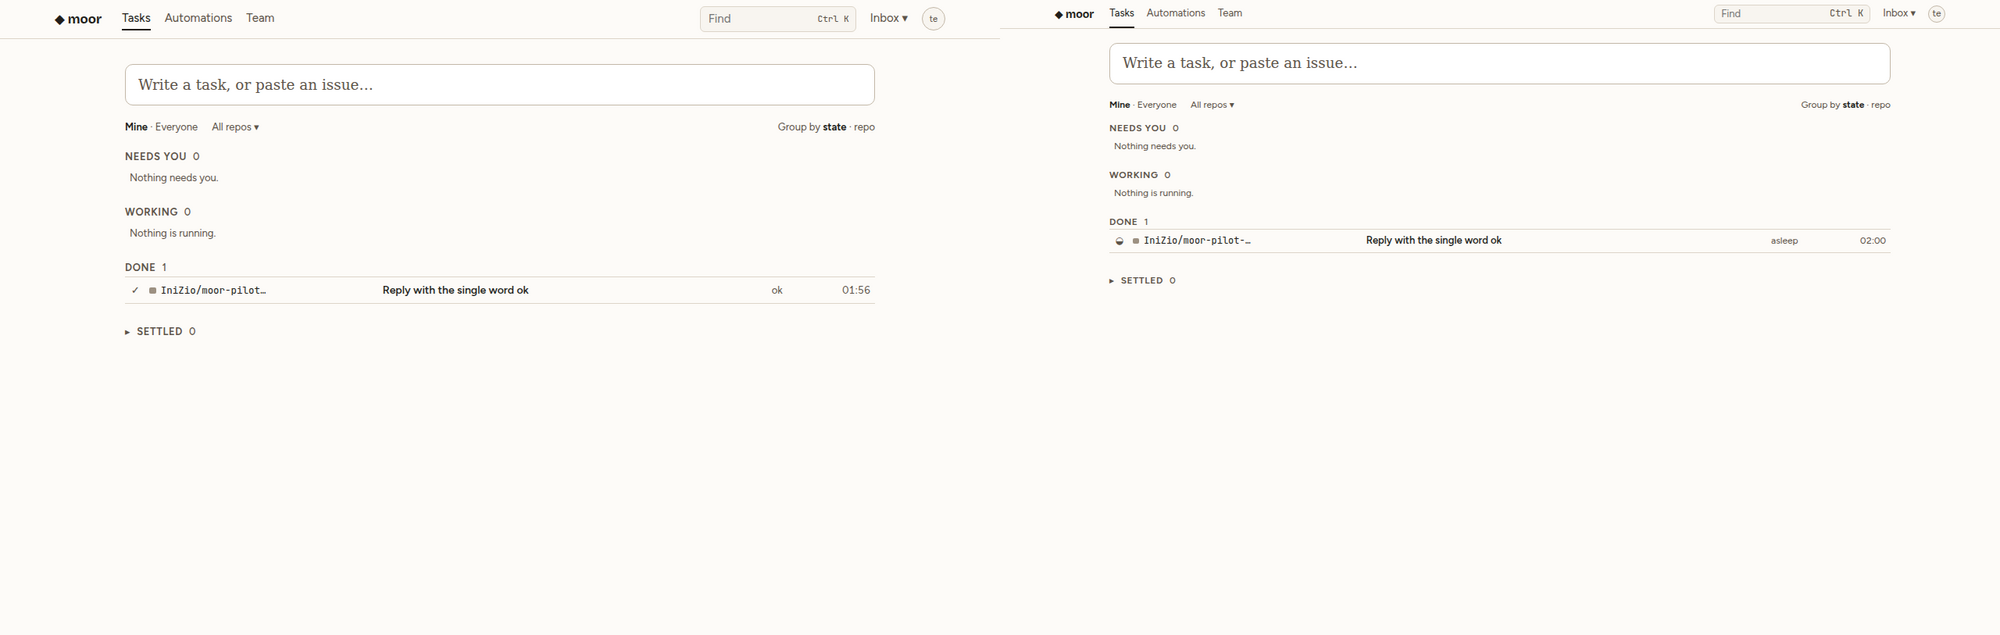 ◆ moor Tasks Automations Team Find Ctrl K Inbox ▾ te
Write a task, or paste an issue…
Mine · Everyone All repos ▾ Group by state · repo
NEEDS YOU 0
Nothing needs you.
WORKING 0
Nothing is running.
DONE 1
✓ IniZio/moor-pilot… Reply with the single word ok ok 01:56
▸ SETTLED 0
◆ moor Tasks Automations Team Find Ctrl K Inbox ▾ te
Write a task, or paste an issue…
Mine · Everyone All repos ▾ Group by state · repo
NEEDS YOU 0
Nothing needs you.
WORKING 0
Nothing is running.
DONE 1
IniZio/moor-pilot-… Reply with the single word ok asleep 02:00
▸ SETTLED 0